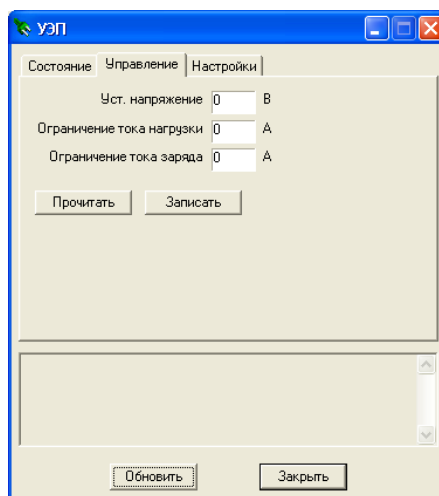 УЭП
Состояние Управление Настройки
Уст. напряжение 0 В
Ограничение тока нагрузки 0 А
Ограничение тока заряда 0 А
Прочитать Записать
Обновить Закрыть